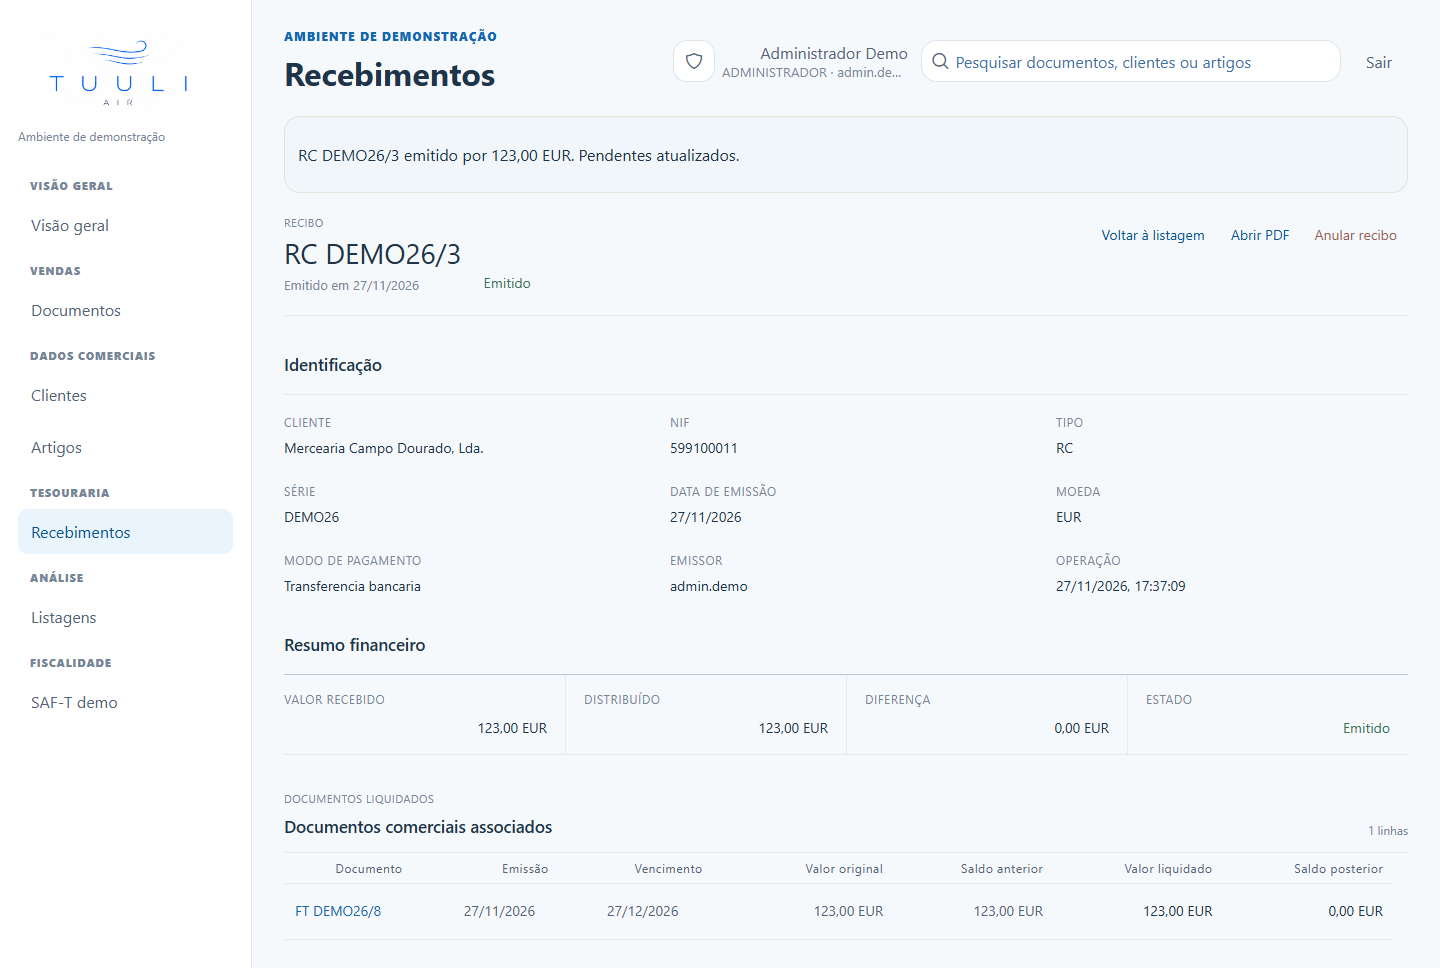 TUULI
AIR
Ambiente de demonstração
VISÃO GERAL
Visão geral
VENDAS
Documentos
DADOS COMERCIAIS
Clientes
Artigos
TESOURARIA
Recebimentos
ANÁLISE
Listagens
FISCALIDADE
SAF-T demo
AMBIENTE DE DEMONSTRAÇÃO
Recebimentos
Administrador Demo
ADMINISTRADOR · admin.de...
Pesquisar documentos, clientes ou artigos
Sair
RC DEMO26/3 emitido por 123,00 EUR. Pendentes atualizados.
RECIBO
RC DEMO26/3
Emitido em 27/11/2026
Emitido
Voltar à listagem
Abrir PDF
Anular recibo
Identificação
CLIENTE
Mercearia Campo Dourado, Lda.
NIF
599100011
TIPO
RC
SÉRIE
DEMO26
DATA DE EMISSÃO
27/11/2026
MOEDA
EUR
MODO DE PAGAMENTO
Transferencia bancaria
EMISSOR
admin.demo
OPERAÇÃO
27/11/2026, 17:37:09
Resumo financeiro
VALOR RECEBIDO
123,00 EUR
DISTRIBUÍDO
123,00 EUR
DIFERENÇA
0,00 EUR
ESTADO
Emitido
DOCUMENTOS LIQUIDADOS
Documentos comerciais associados
1 linhas
Documento Emissão Vencimento Valor original Saldo anterior Valor liquidado Saldo posterior
FT DEMO26/8 27/11/2026 27/12/2026 123,00 EUR 123,00 EUR 123,00 EUR 0,00 EUR